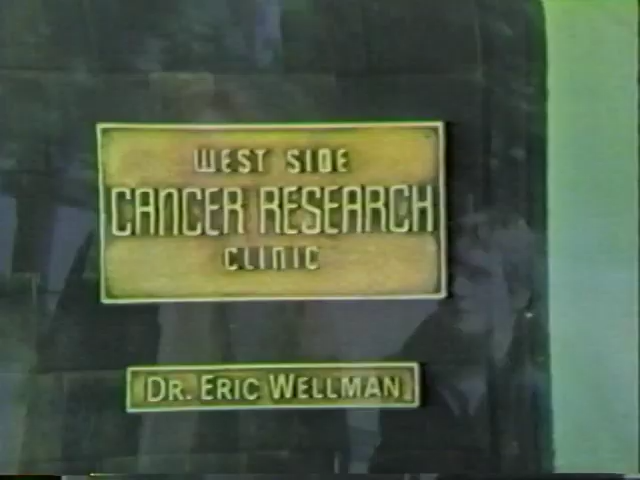 WEST SIDE
CANCER RESEARCH
CLINIC
DR. ERIC WELLMAN